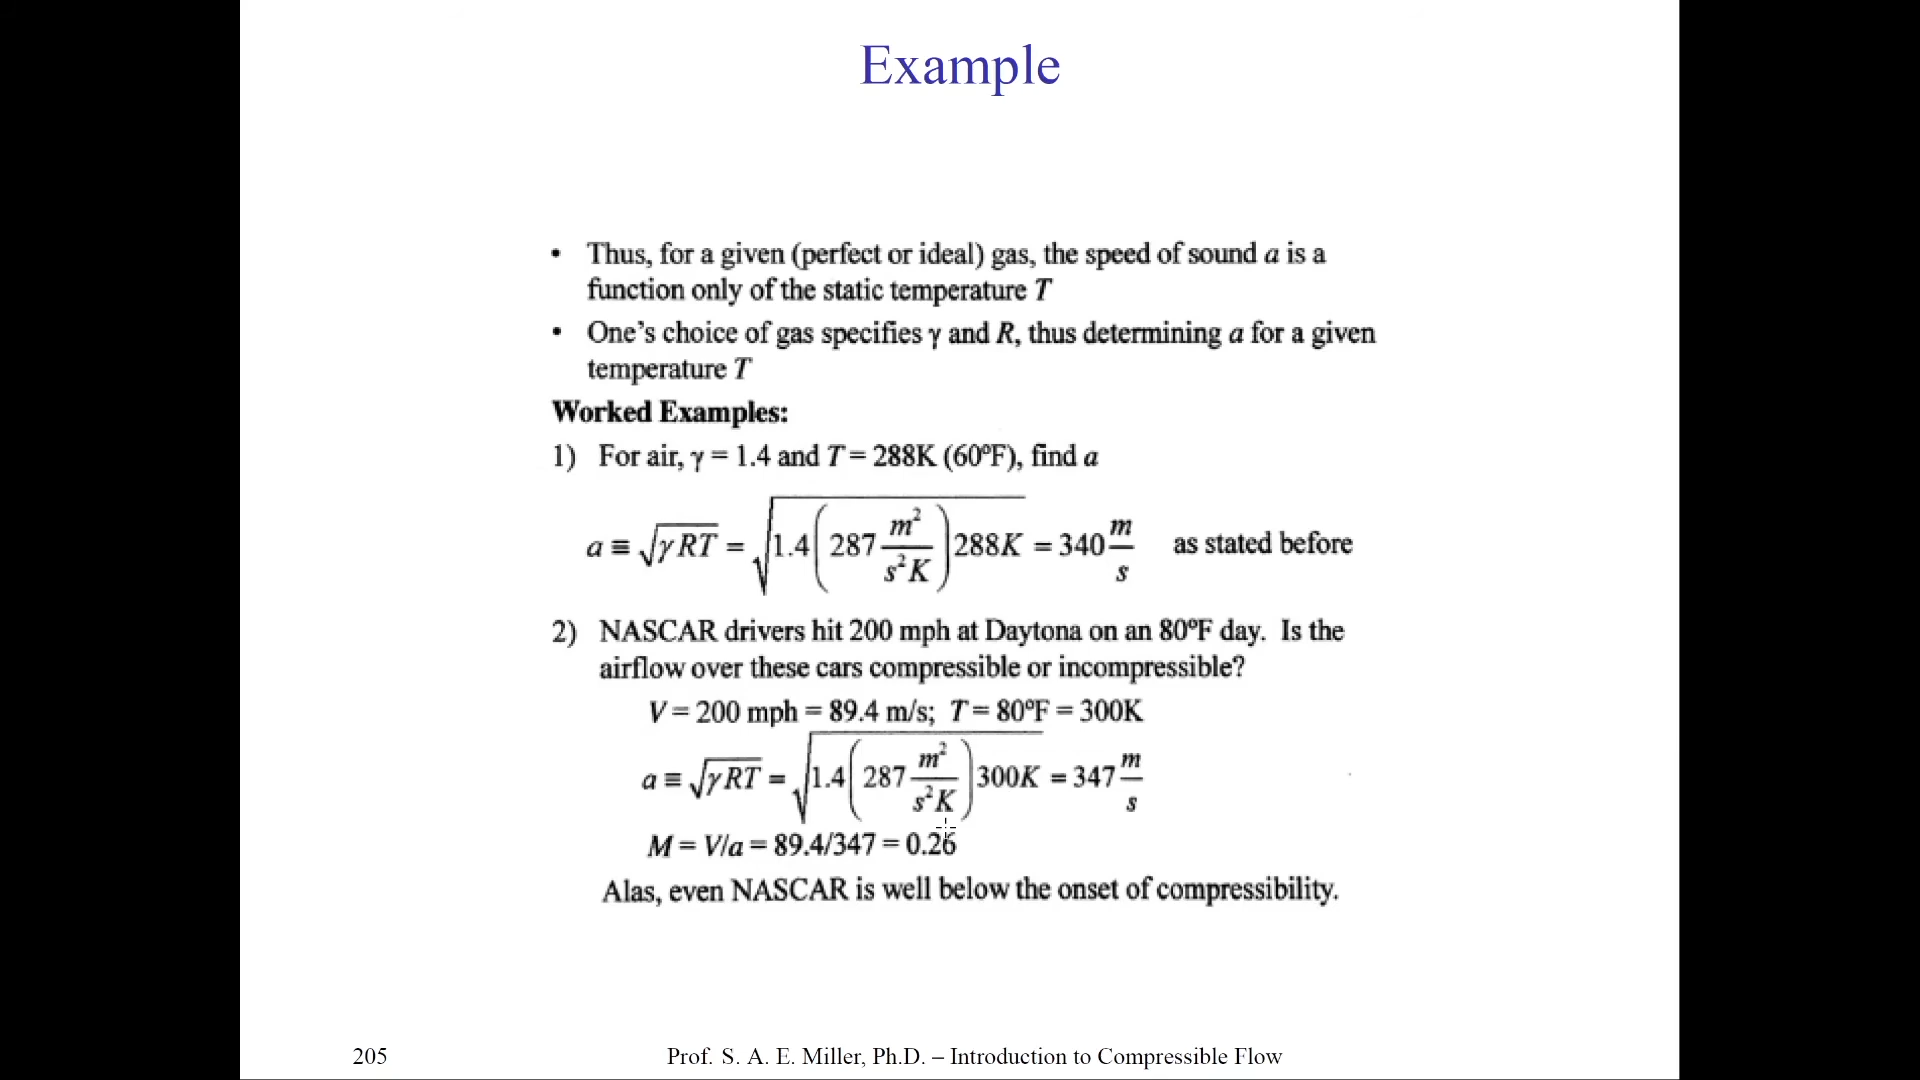 Example
• Thus, for a given (perfect or ideal) gas, the speed of sound a is a
function only of the static temperature T
• One's choice of gas specifies γ and R, thus determining a for a given
temperature T
Worked Examples:
1) For air, γ = 1.4 and T = 288K (60ºF), find a
a ≡ √(γRT) = √(1.4(287 m²/(s²K))288K) = 340 m/s as stated before
2) NASCAR drivers hit 200 mph at Daytona on an 80ºF day. Is the
airflow over these cars compressible or incompressible?
V = 200 mph = 89.4 m/s; T = 80ºF = 300K
a ≡ √(γRT) = √(1.4(287 m²/(s²K))300K) = 347 m/s
M = V/a = 89.4/347 = 0.26
Alas, even NASCAR is well below the onset of compressibility.
205 Prof. S. A. E. Miller, Ph.D. – Introduction to Compressible Flow